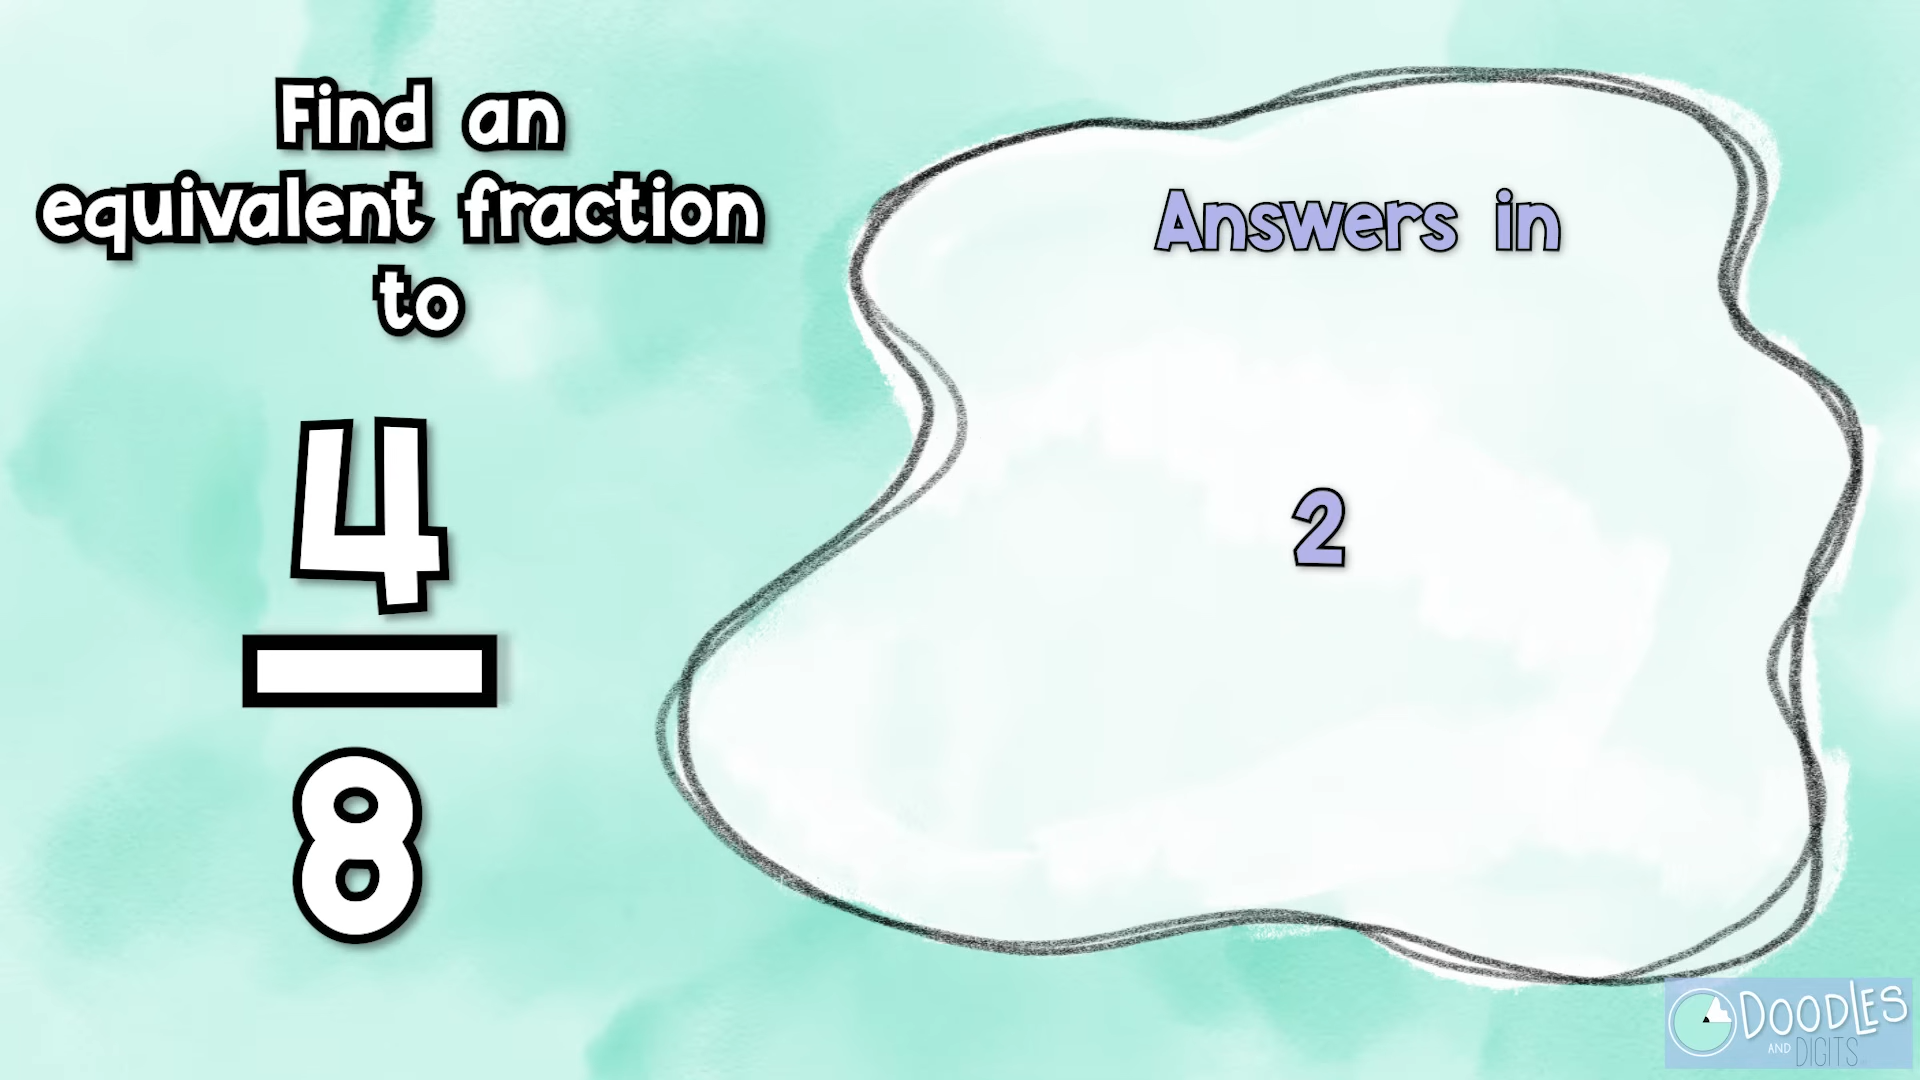 Find an
equivalent fraction
to
4
8
Answers in
2
DOODLES
AND DIGITS